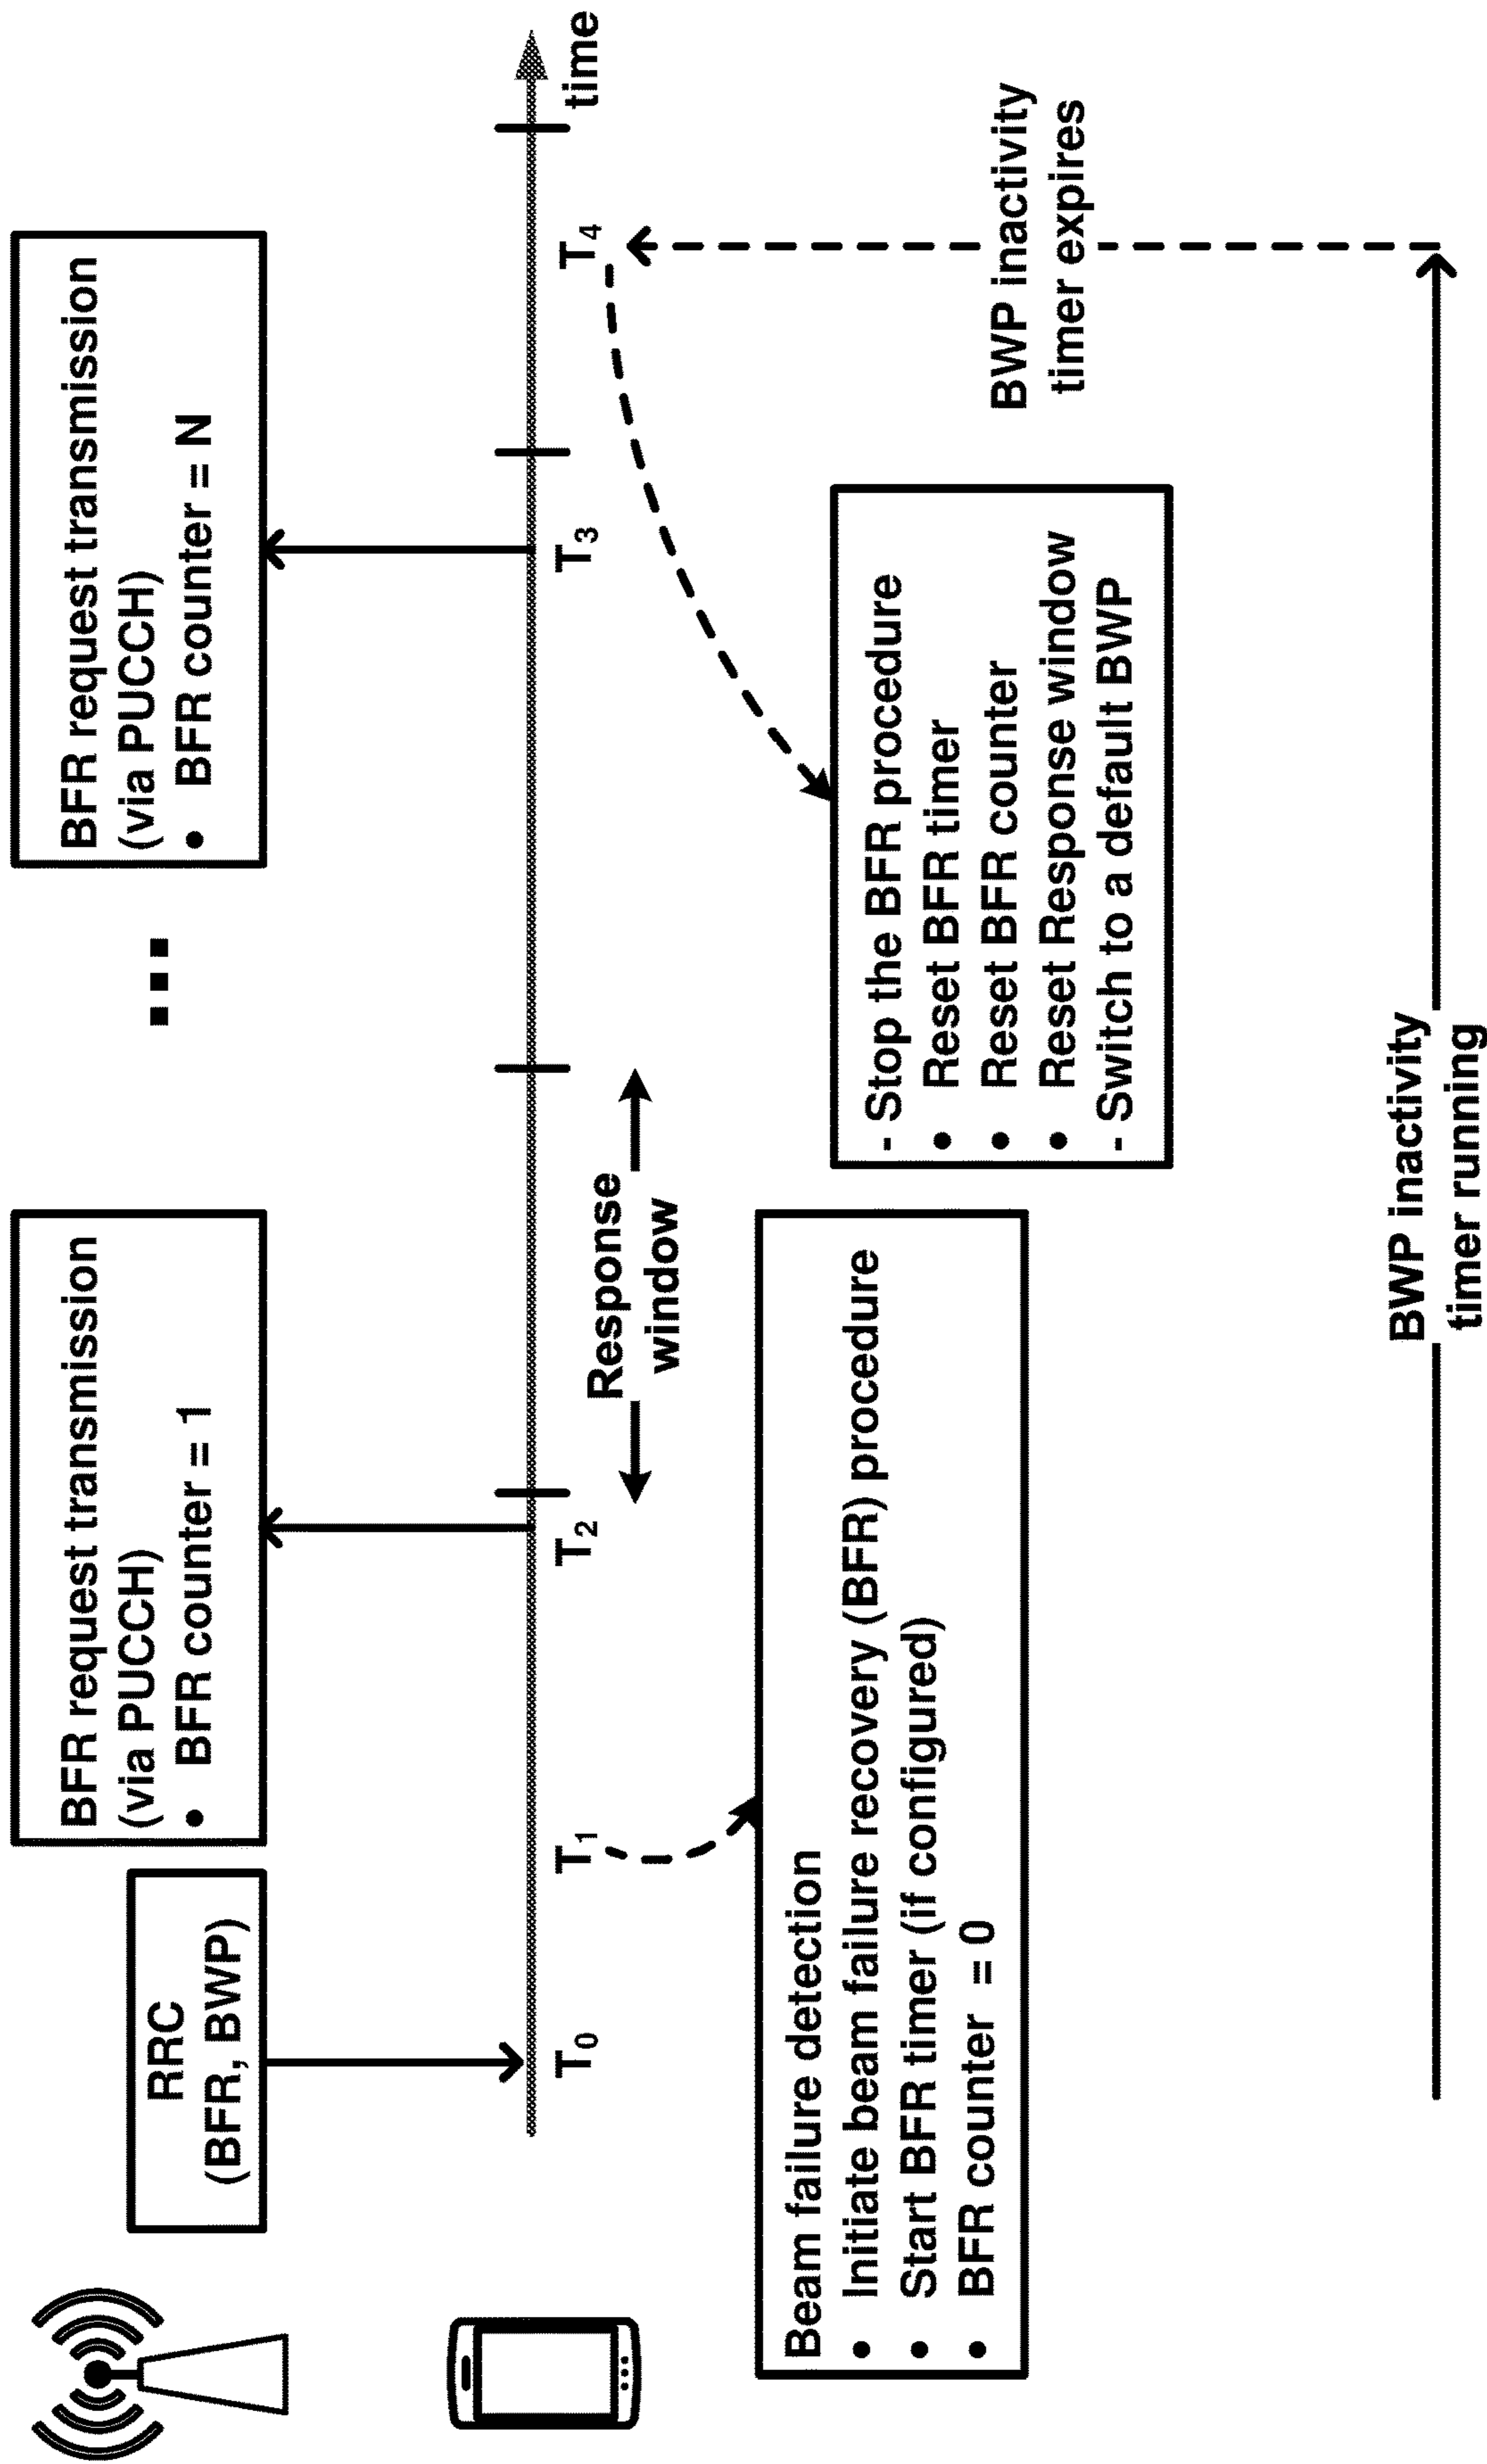 RRC
(BFR, BWP)
BFR request transmission
(via PUCCH)
• BFR counter = 1
...
BFR request transmission
(via PUCCH)
• BFR counter = N
T0
T1
T2
T3
T4
time
Response
window
Beam failure detection
• Initiate beam failure recovery (BFR) procedure
• Start BFR timer (if configured)
• BFR counter = 0
- Stop the BFR procedure
• Reset BFR timer
• Reset BFR counter
• Reset Response window
- Switch to a default BWP
BWP inactivity
timer expires
BWP inactivity
timer running